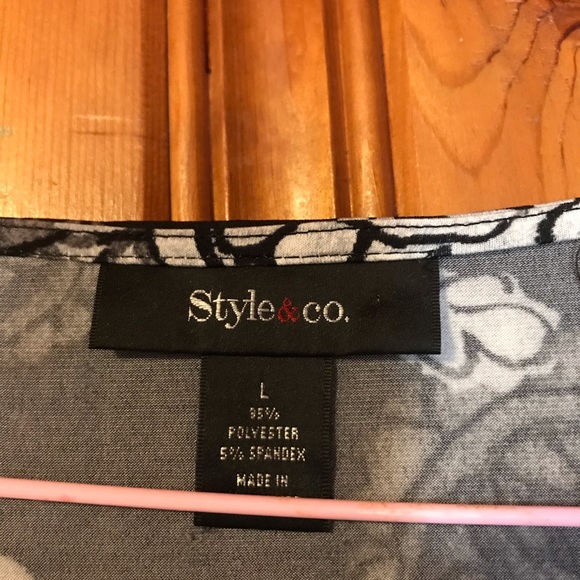 Style&co.
L
95%
POLYESTER
5% SPANDEX
MADE IN